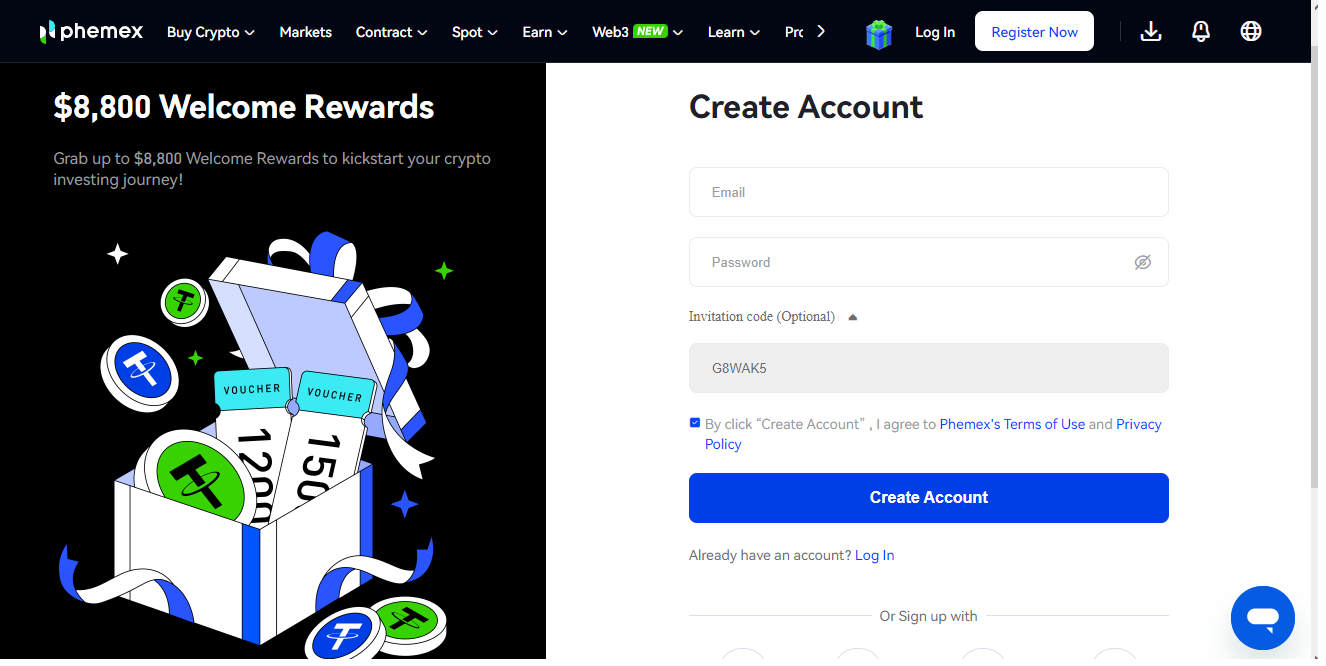 phemex Buy Crypto Markets Contract Spot Earn Web3 NEW Learn Log In Register Now
$8,800 Welcome Rewards
Grab up to $8,800 Welcome Rewards to kickstart your crypto
investing journey!
VOUCHER VOUCHER
1200 150
Create Account
Email
Password
Invitation code (Optional)
G8WAK5
By click “Create Account” , I agree to Phemex's Terms of Use and Privacy
Policy
Create Account
Already have an account? Log In
Or Sign up with